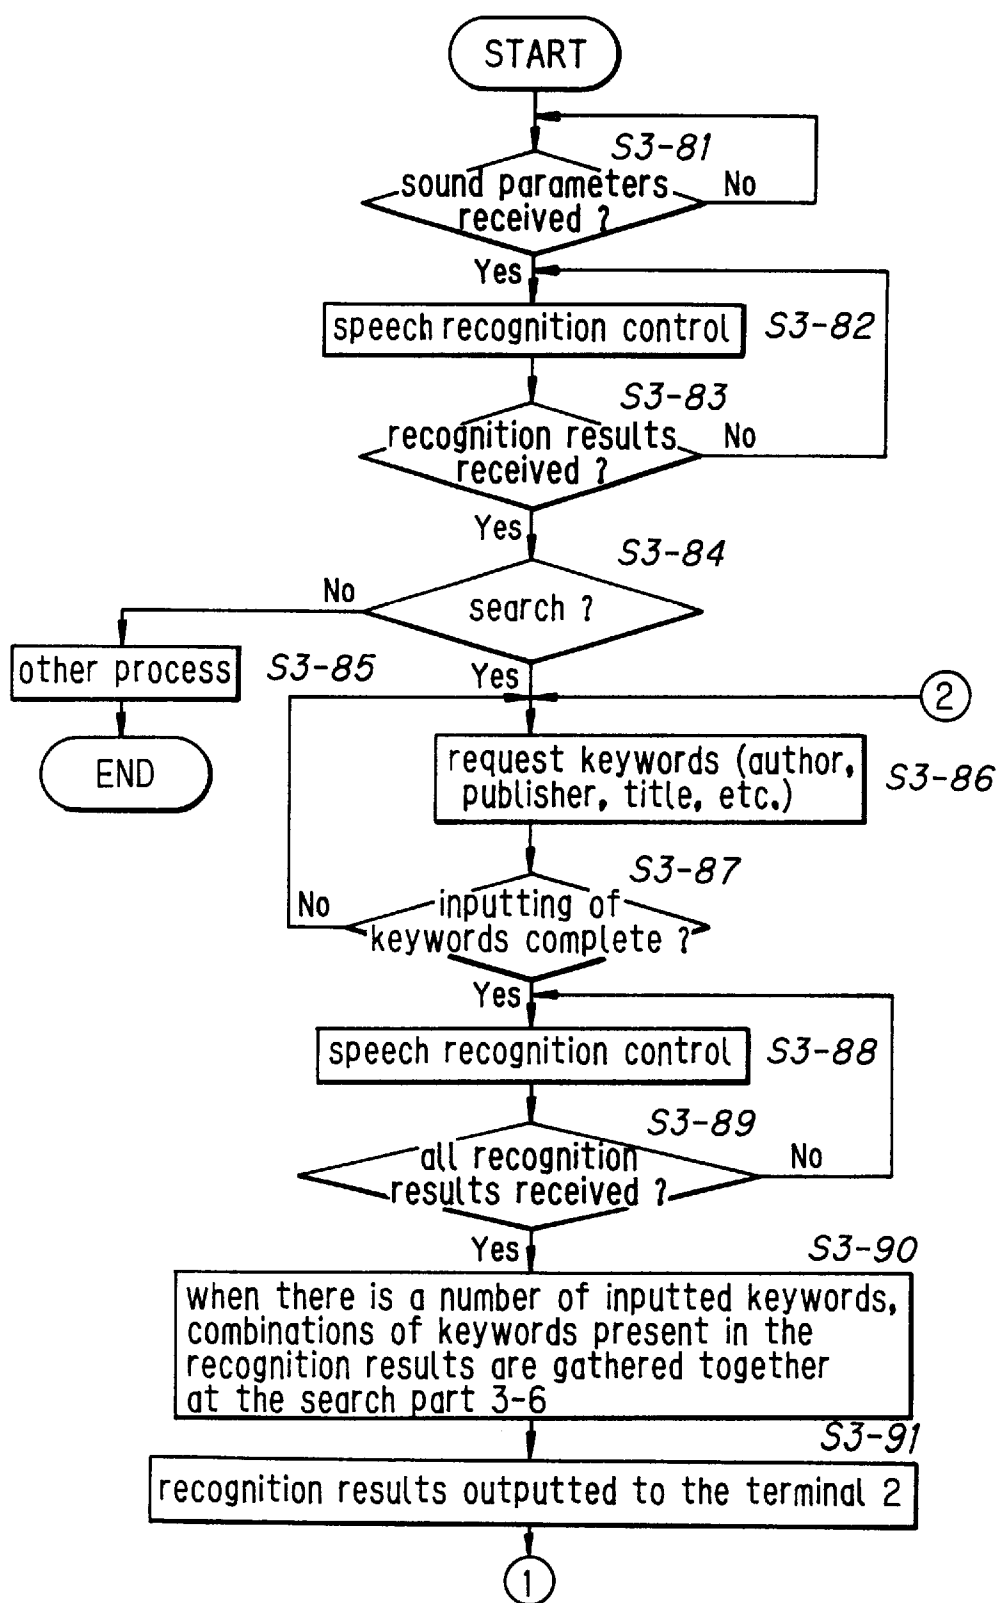 START
S3-81
sound parameters
received ?
No
Yes
speech recognition control
S3-82
S3-83
recognition results
received ?
No
Yes
S3-84
No
search ?
other process
S3-85
Yes
2
END
request keywords (author,
publisher, title, etc.)
S3-86
S3-87
No
inputting of
keywords complete ?
Yes
speech recognition control
S3-88
S3-89
all recognition
results received ?
No
Yes
S3-90
when there is a number of inputted keywords,
combinations of keywords present in the
recognition results are gathered together
at the search part 3-6
S3-91
recognition results outputted to the terminal 2
1